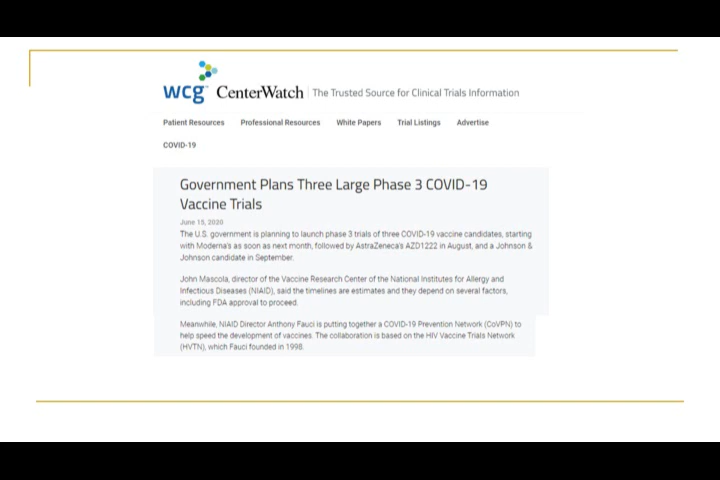 wcg CenterWatch The Trusted Source for Clinical Trials Information
Patient Resources Professional Resources White Papers Trial Listings Advertise
COVID-19
Government Plans Three Large Phase 3 COVID-19
Vaccine Trials
June 15, 2020
The U.S. government is planning to launch phase 3 trials of three COVID-19 vaccine candidates, starting
with Moderna's as soon as next month, followed by AstraZeneca's AZD1222 in August, and a Johnson &
Johnson candidate in September.
John Mascola, director of the Vaccine Research Center of the National Institutes for Allergy and
Infectious Diseases (NIAID), said the timelines are estimates and they depend on several factors,
including FDA approval to proceed.
Meanwhile, NIAID Director Anthony Fauci is putting together a COVID-19 Prevention Network (CoVPN) to
help speed the development of vaccines. The collaboration is based on the HIV Vaccine Trials Network
(HVTN), which Fauci founded in 1998.